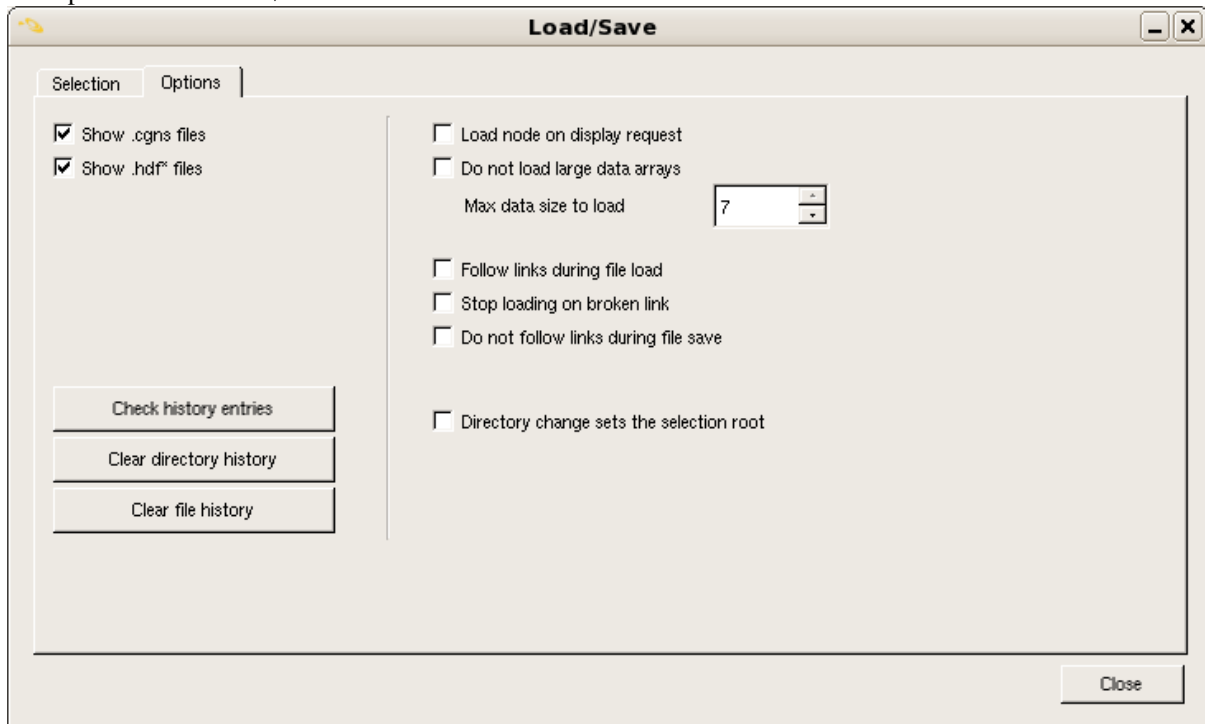 Load/Save
Selection
Options
Show .cgns files
Show .hdf* files
Load node on display request
Do not load large data arrays
Max data size to load
7
Follow links during file load
Stop loading on broken link
Do not follow links during file save
Check history entries
Clear directory history
Clear file history
Directory change sets the selection root
Close